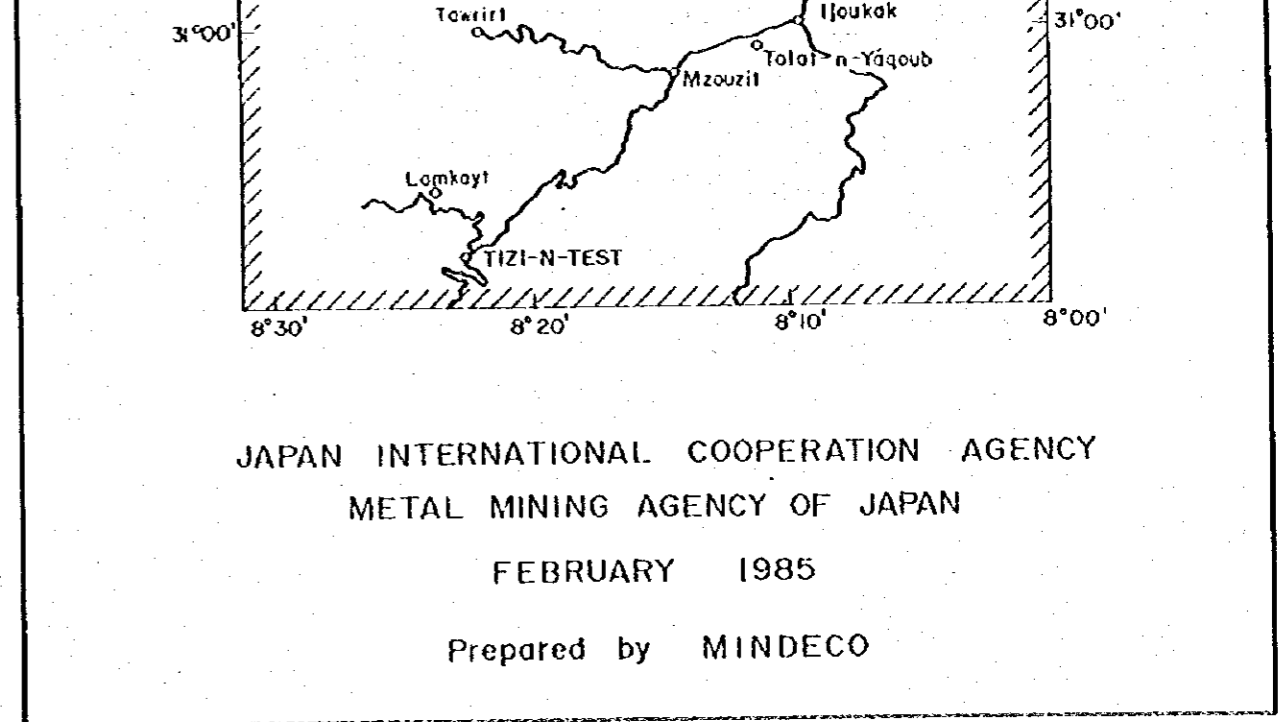 Tawrirt
Ijoukak
31°00'
31°00'
Tolat-n-Yáqoub
Mzouzit
Lamkayt
TIZI-N-TEST
8°30'
8°20'
8°10'
8°00'
JAPAN INTERNATIONAL COOPERATION AGENCY
METAL MINING AGENCY OF JAPAN
FEBRUARY 1985
Prepared by MINDECO